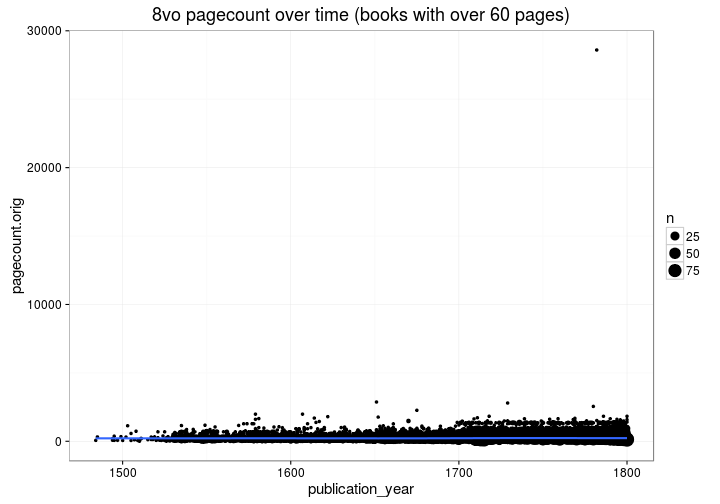 8vo pagecount over time (books with over 60 pages)
30000
20000
10000
0
pagecount.orig
1500 1600 1700 1800
publication_year
n
25
50
75